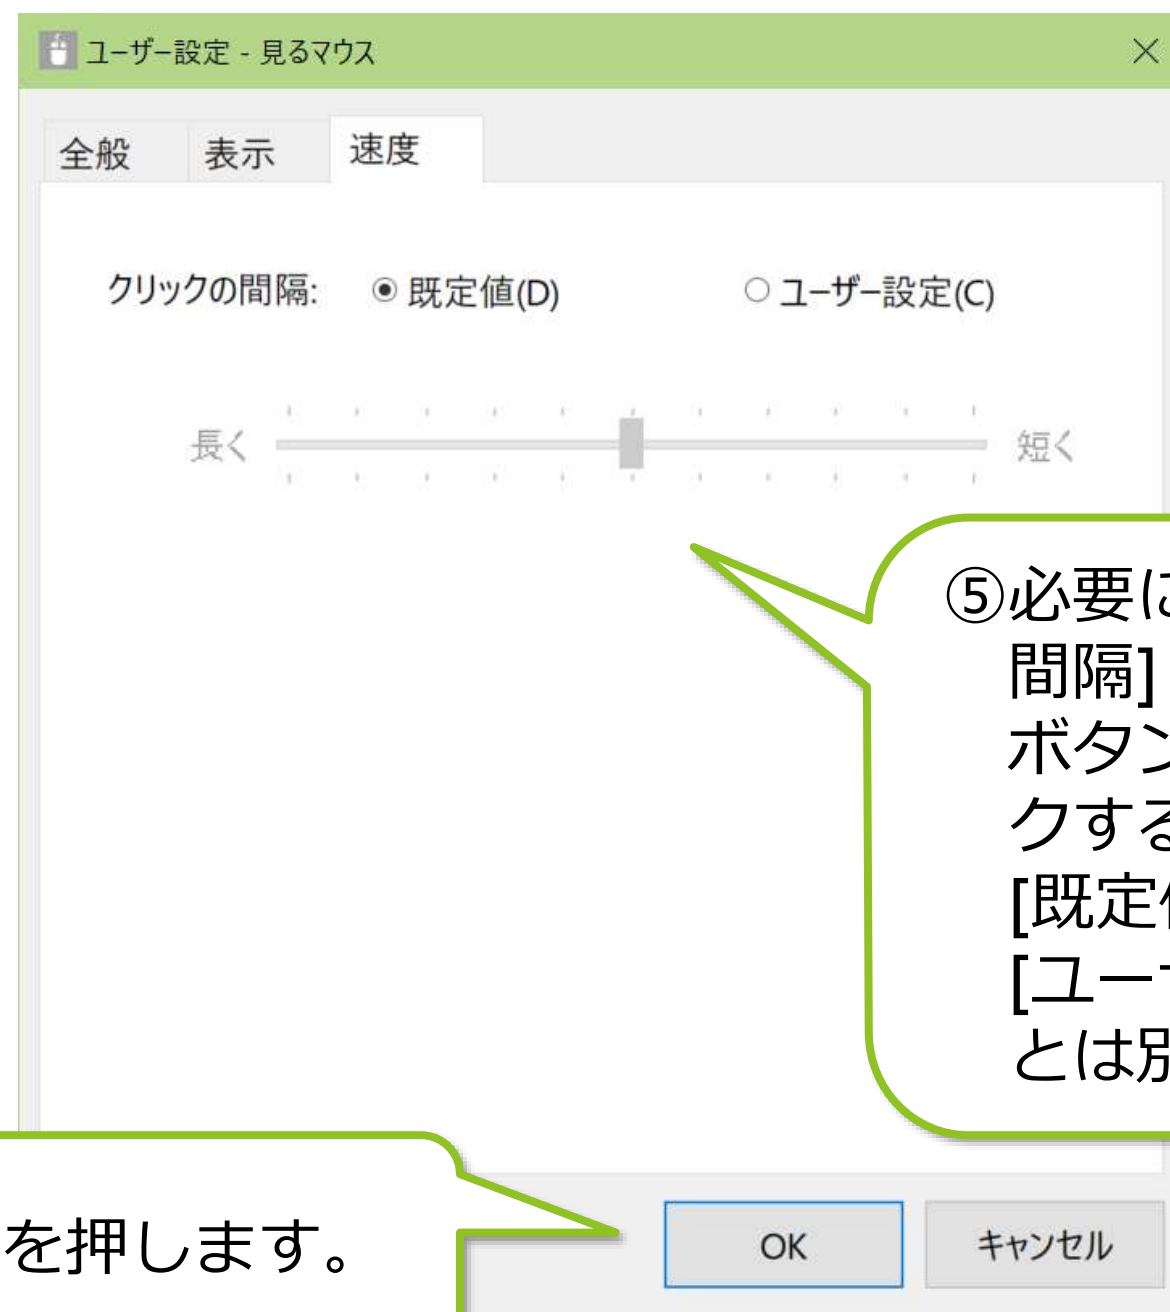 ユーザー設定 - 見るマウス
全般 表示 速度
クリックの間隔: 既定値(D) ユーザー設定(C)
長く 短く
⑤必要に
間隔]
ボタン
クする
[既定値
[ユーザ
とは別
を押します。
OK キャンセル